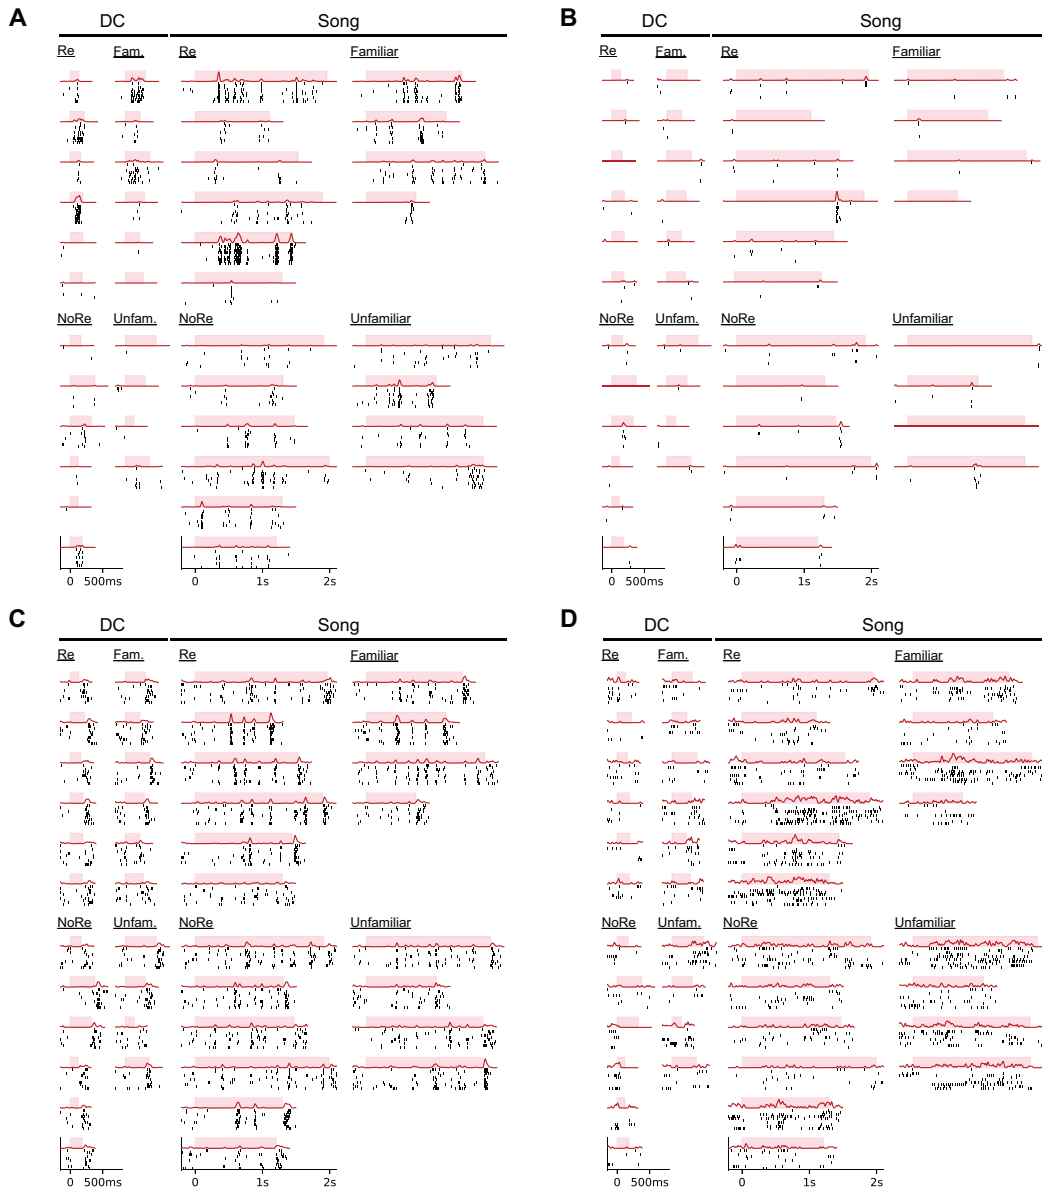 A
DC Song
Re Fam. Re Familiar
NoRe Unfam. NoRe Unfamiliar
0 500ms 0 1s 2s
B
DC Song
Re Fam. Re Familiar
NoRe Unfam. NoRe Unfamiliar
0 500ms 0 1s 2s
C
DC Song
Re Fam. Re Familiar
NoRe Unfam. NoRe Unfamiliar
0 500ms 0 1s 2s
D
DC Song
Re Fam. Re Familiar
NoRe Unfam. NoRe Unfamiliar
0 500ms 0 1s 2s